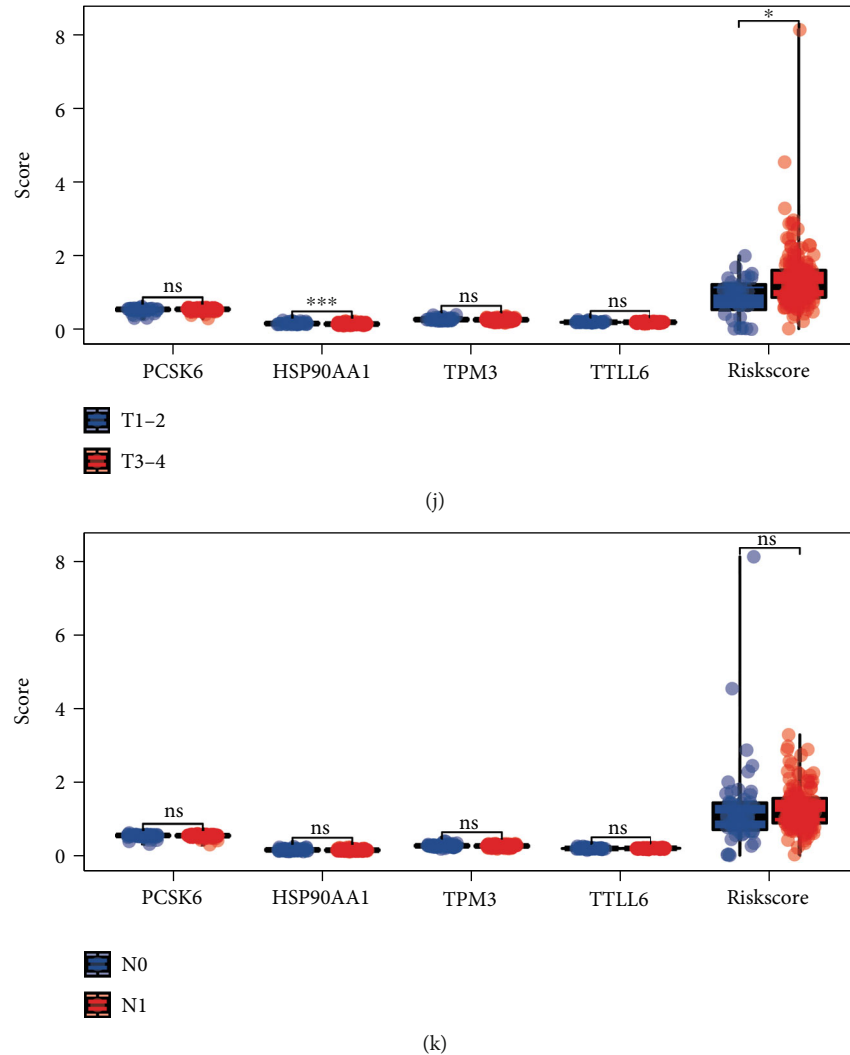 8
6
4
2
0
Score
ns
***
ns
ns
*
PCSK6
HSP90AA1
TPM3
TTLL6
Riskscore
T1–2
T3–4
(j)
8
6
4
2
0
Score
ns
ns
ns
ns
ns
PCSK6
HSP90AA1
TPM3
TTLL6
Riskscore
N0
N1
(k)